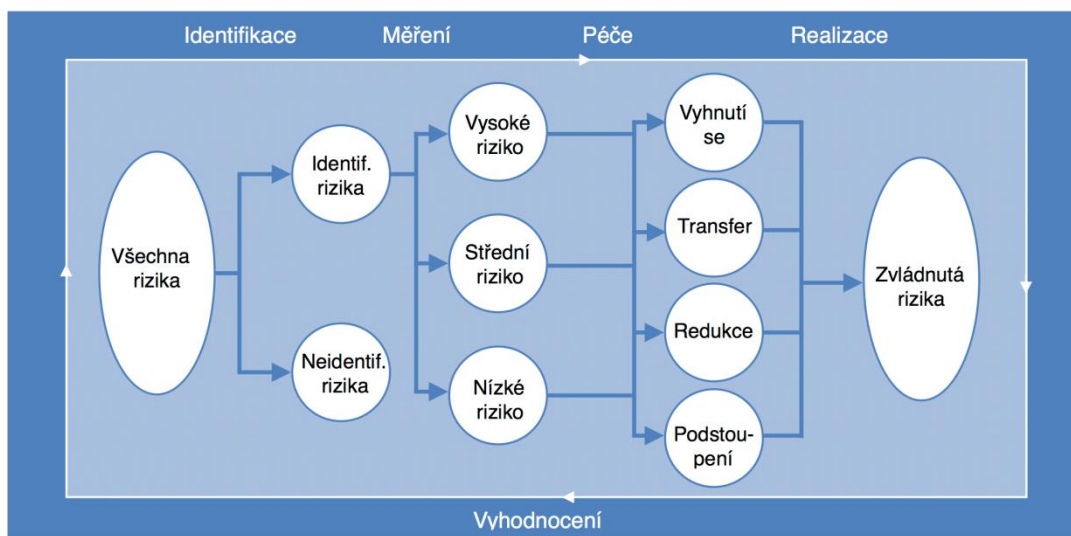 Identifikace
Měření
Péče
Realizace
Všechna
rizika
Identif.
rizika
Neidentif.
rizika
Vysoké
riziko
Střední
riziko
Nízké
riziko
Vyhnutí
se
Transfer
Redukce
Podstou-
pení
Zvládnutá
rizika
Vyhodnocení